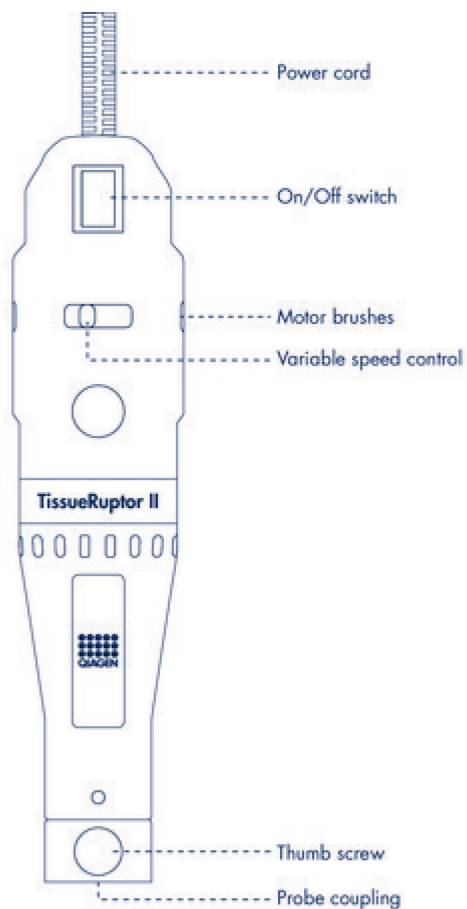 Power cord
On/Off switch
Motor brushes
Variable speed control
TissueRuptor II
QIAGEN
Thumb screw
Probe coupling